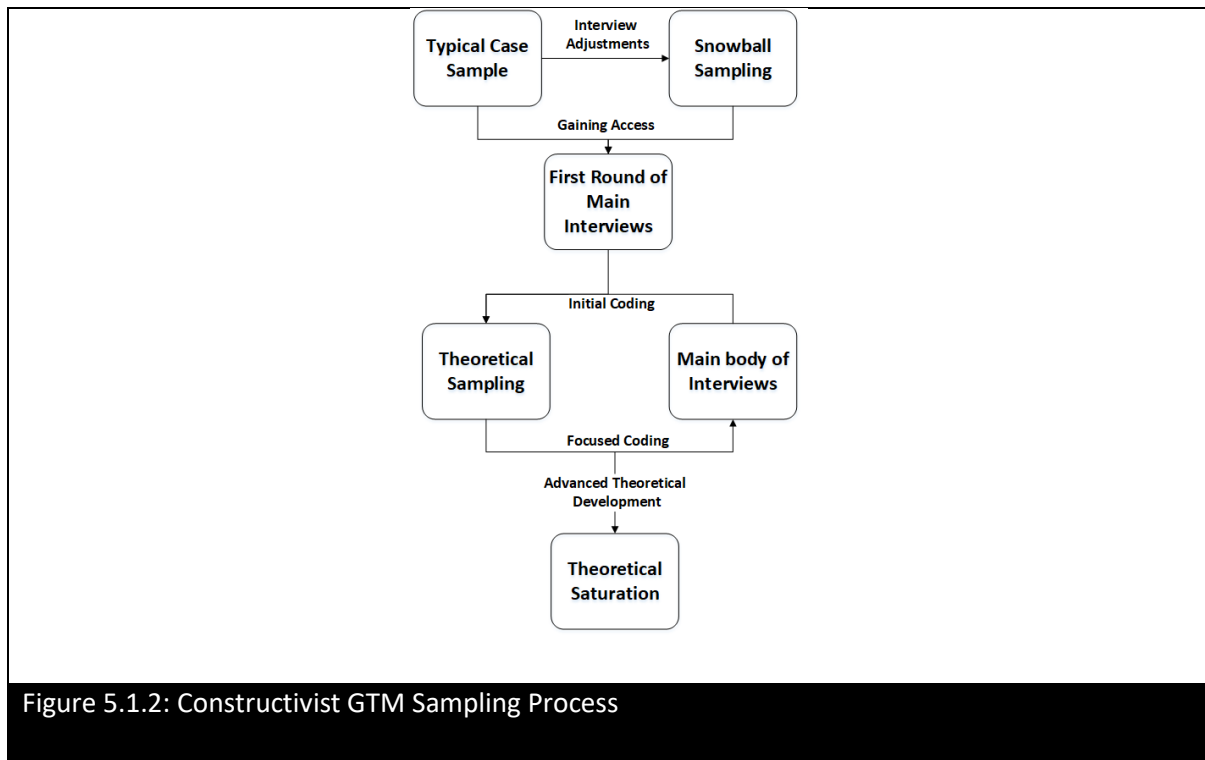 Typical Case
Sample
Interview
Adjustments
Snowball
Sampling
Gaining Access
First Round of
Main
Interviews
Initial Coding
Theoretical
Sampling
Main body of
Interviews
Focused Coding
Advanced Theoretical
Development
Theoretical
Saturation
Figure 5.1.2: Constructivist GTM Sampling Process